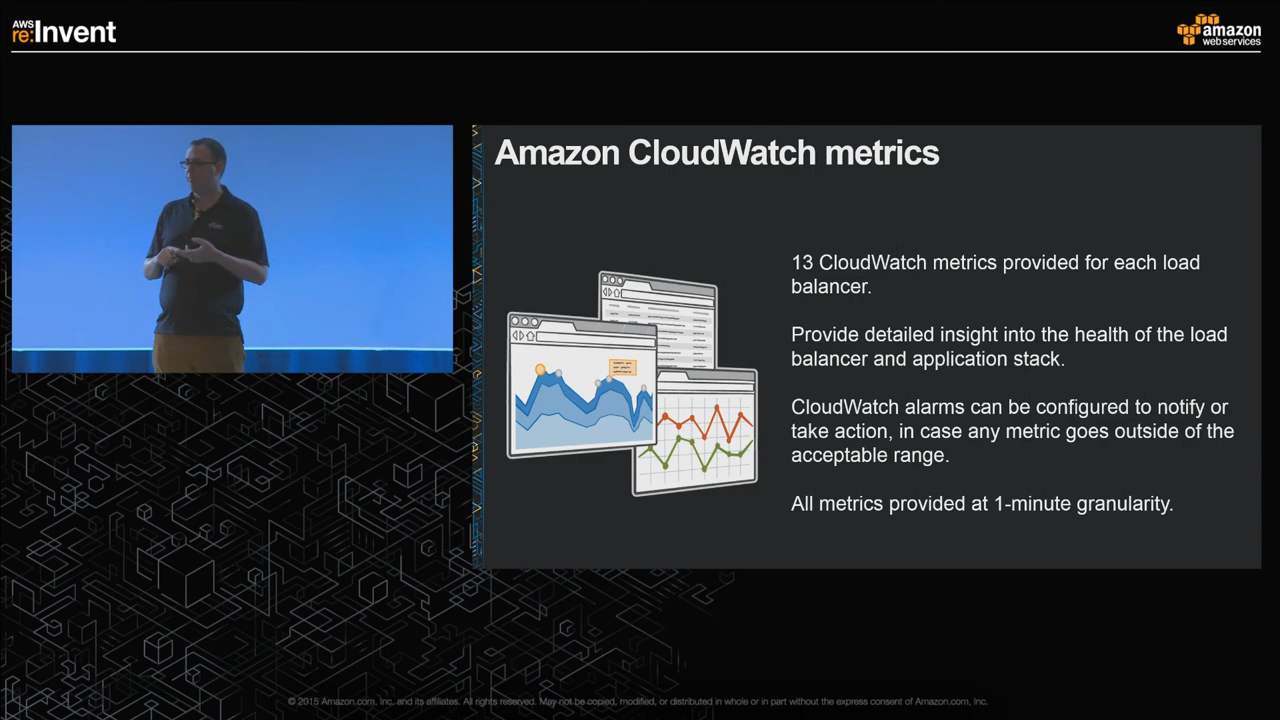 AWS
re:Invent
amazon
web services
Amazon CloudWatch metrics
13 CloudWatch metrics provided for each load
balancer.
Provide detailed insight into the health of the load
balancer and application stack.
CloudWatch alarms can be configured to notify or
take action, in case any metric goes outside of the
acceptable range.
All metrics provided at 1-minute granularity.
© 2015 Amazon.com, Inc. and its affiliates. All rights reserved. May not be copied, modified, or distributed in whole or in part without the express consent of Amazon.com, Inc.